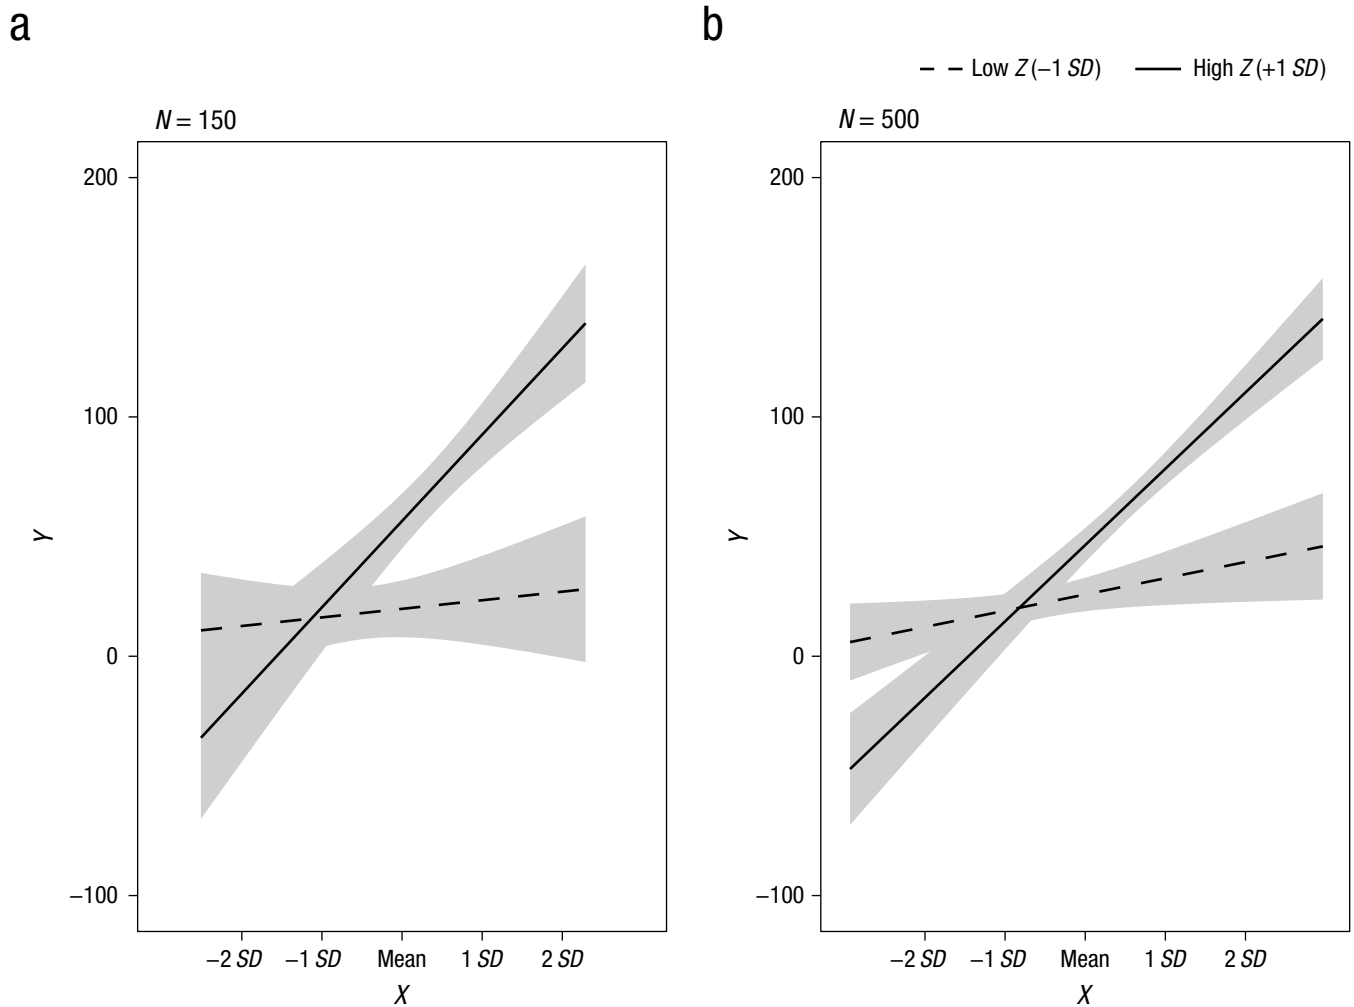 a
b
Low Z (−1 SD)
High Z (+1 SD)
N = 150
N = 500
200
100
0
−100
Y
−2 SD
−1 SD
Mean
1 SD
2 SD
X
200
100
0
−100
Y
−2 SD
−1 SD
Mean
1 SD
2 SD
X